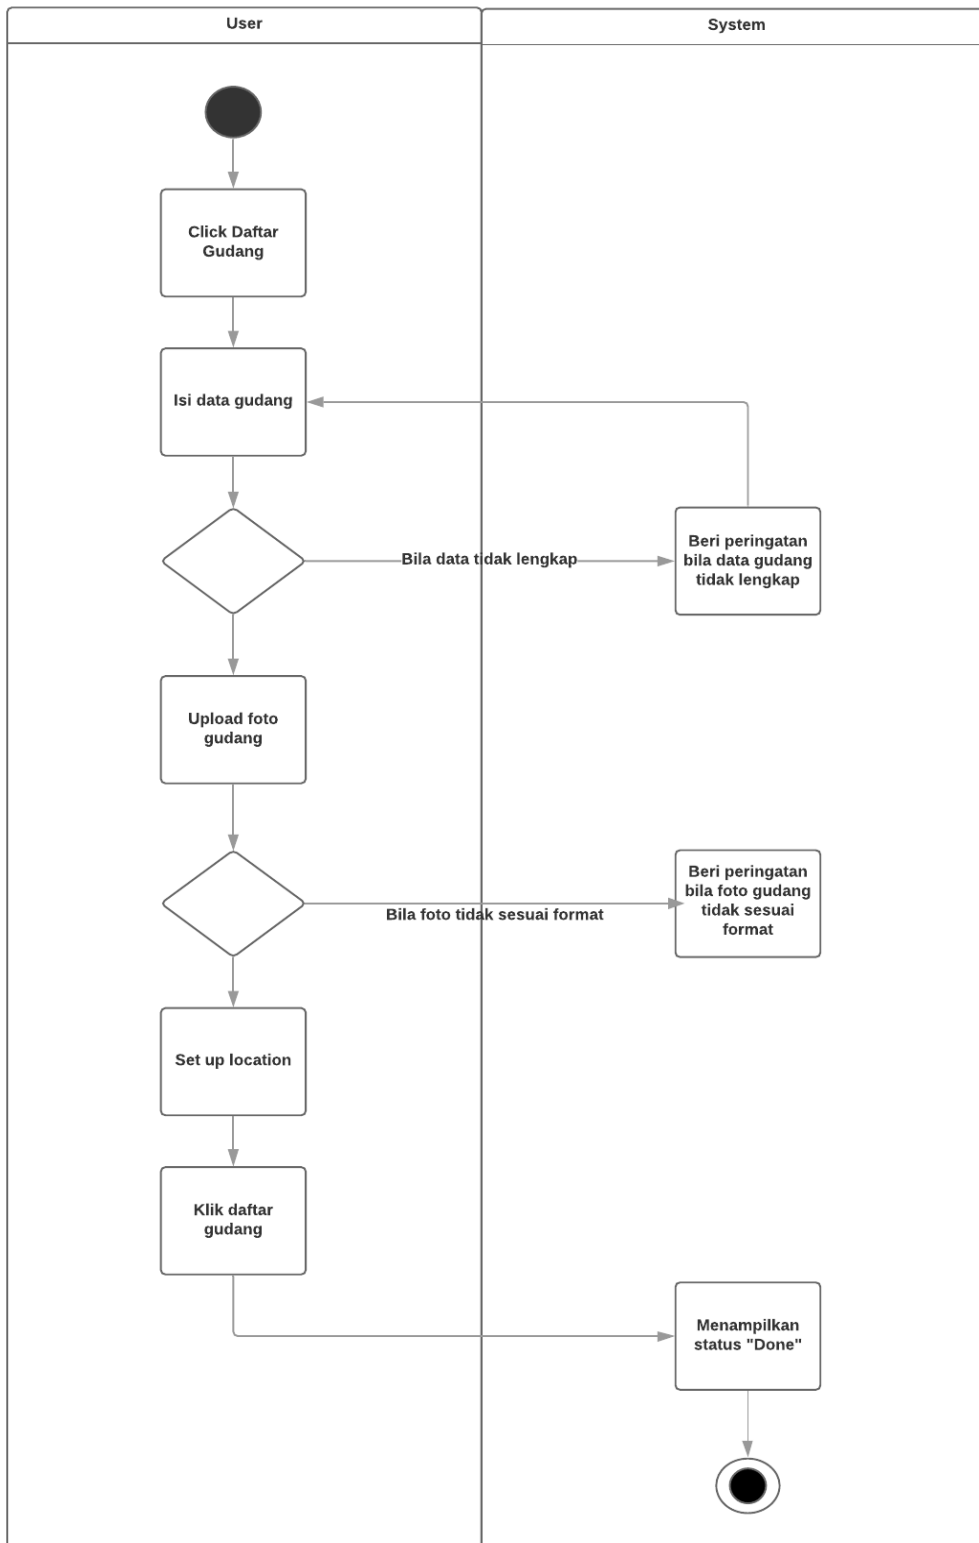 User
System
Click Daftar
Gudang
Isi data gudang
Bila data tidak lengkap
Beri peringatan
bila data gudang
tidak lengkap
Upload foto
gudang
Bila foto tidak sesuai format
Beri peringatan
bila foto gudang
tidak sesuai
format
Set up location
Klik daftar
gudang
Menampilkan
status "Done"